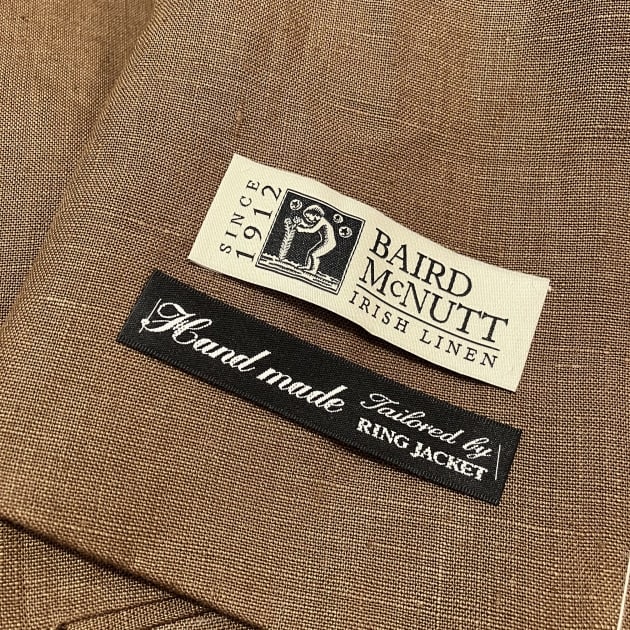 SINCE
1912
BAIRD
McNUTT
IRISH LINEN
Hand made
Tailored by
RING JACKET